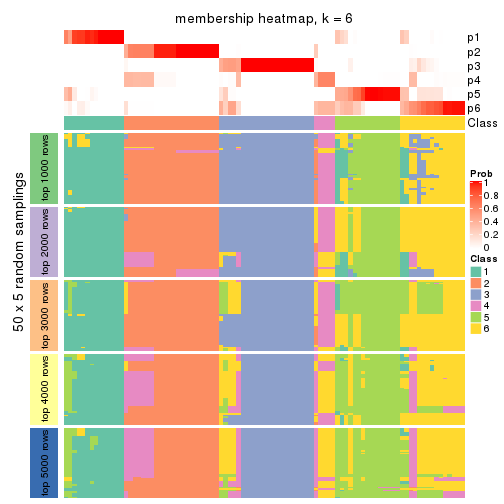 membership heatmap, k = 6
p1
p2
p3
p4
p5
p6
Class
50 x 5 random samplings
top 1000 rows
top 2000 rows
top 3000 rows
top 4000 rows
top 5000 rows
Prob
1
0.8
0.6
0.4
0.2
0
Class
1
2
3
4
5
6